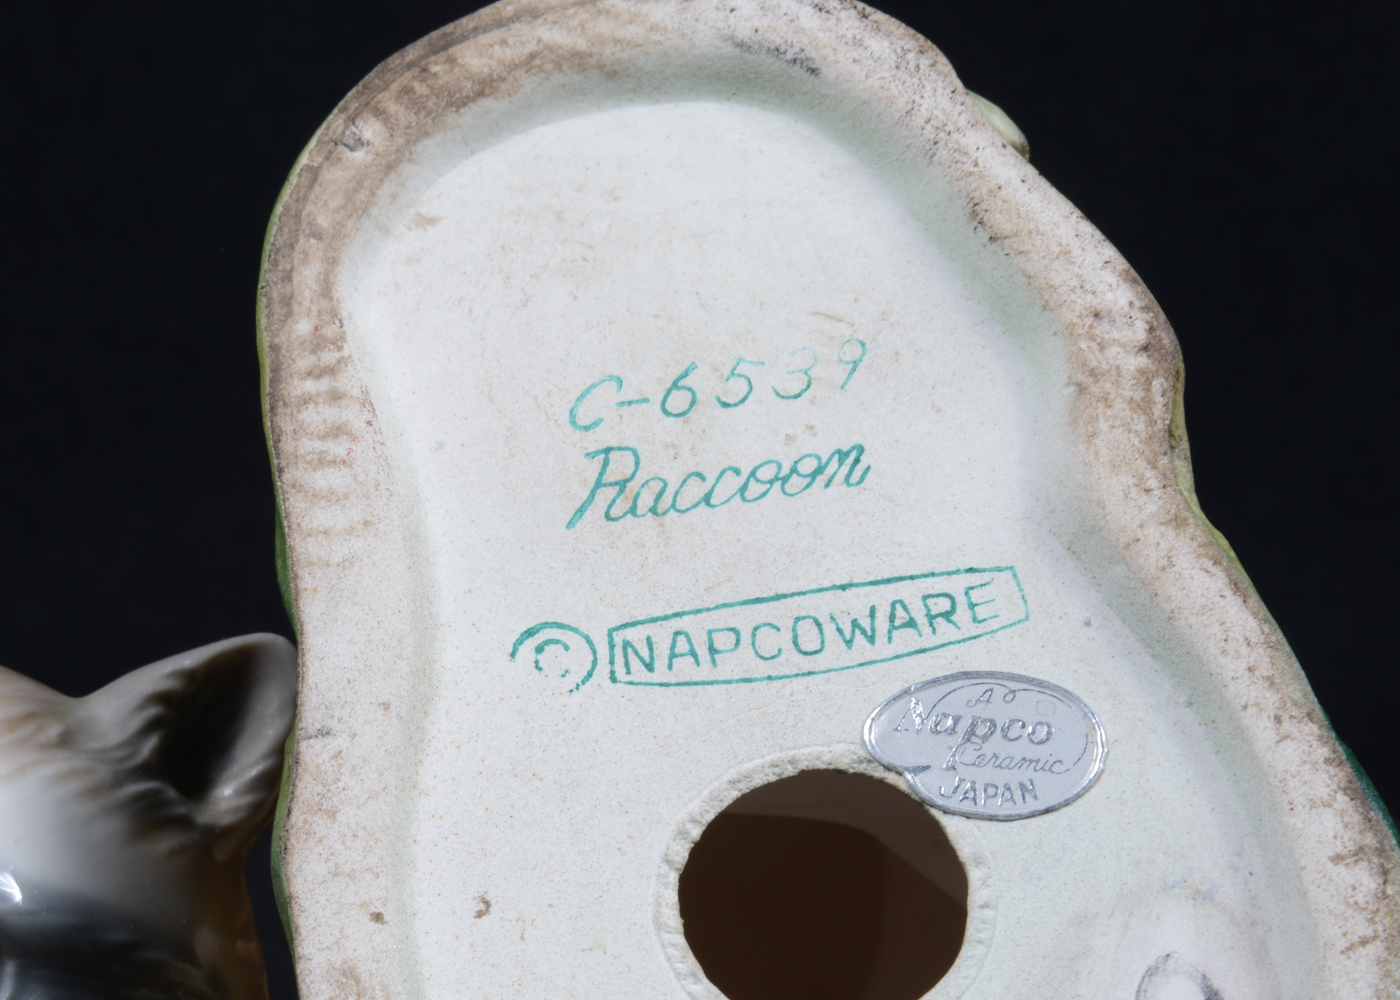 C-6539
Raccoon
© NAPCOWARE
A
Napco
Ceramic
JAPAN